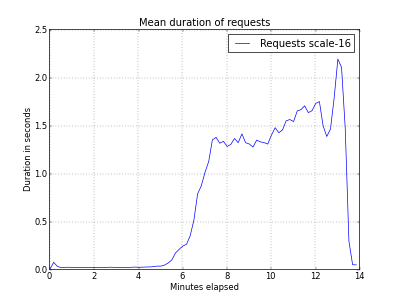 Mean duration of requests
Requests scale-16
Duration in seconds
2.5
2.0
1.5
1.0
0.5
0.0
0 2 4 6 8 10 12 14
Minutes elapsed